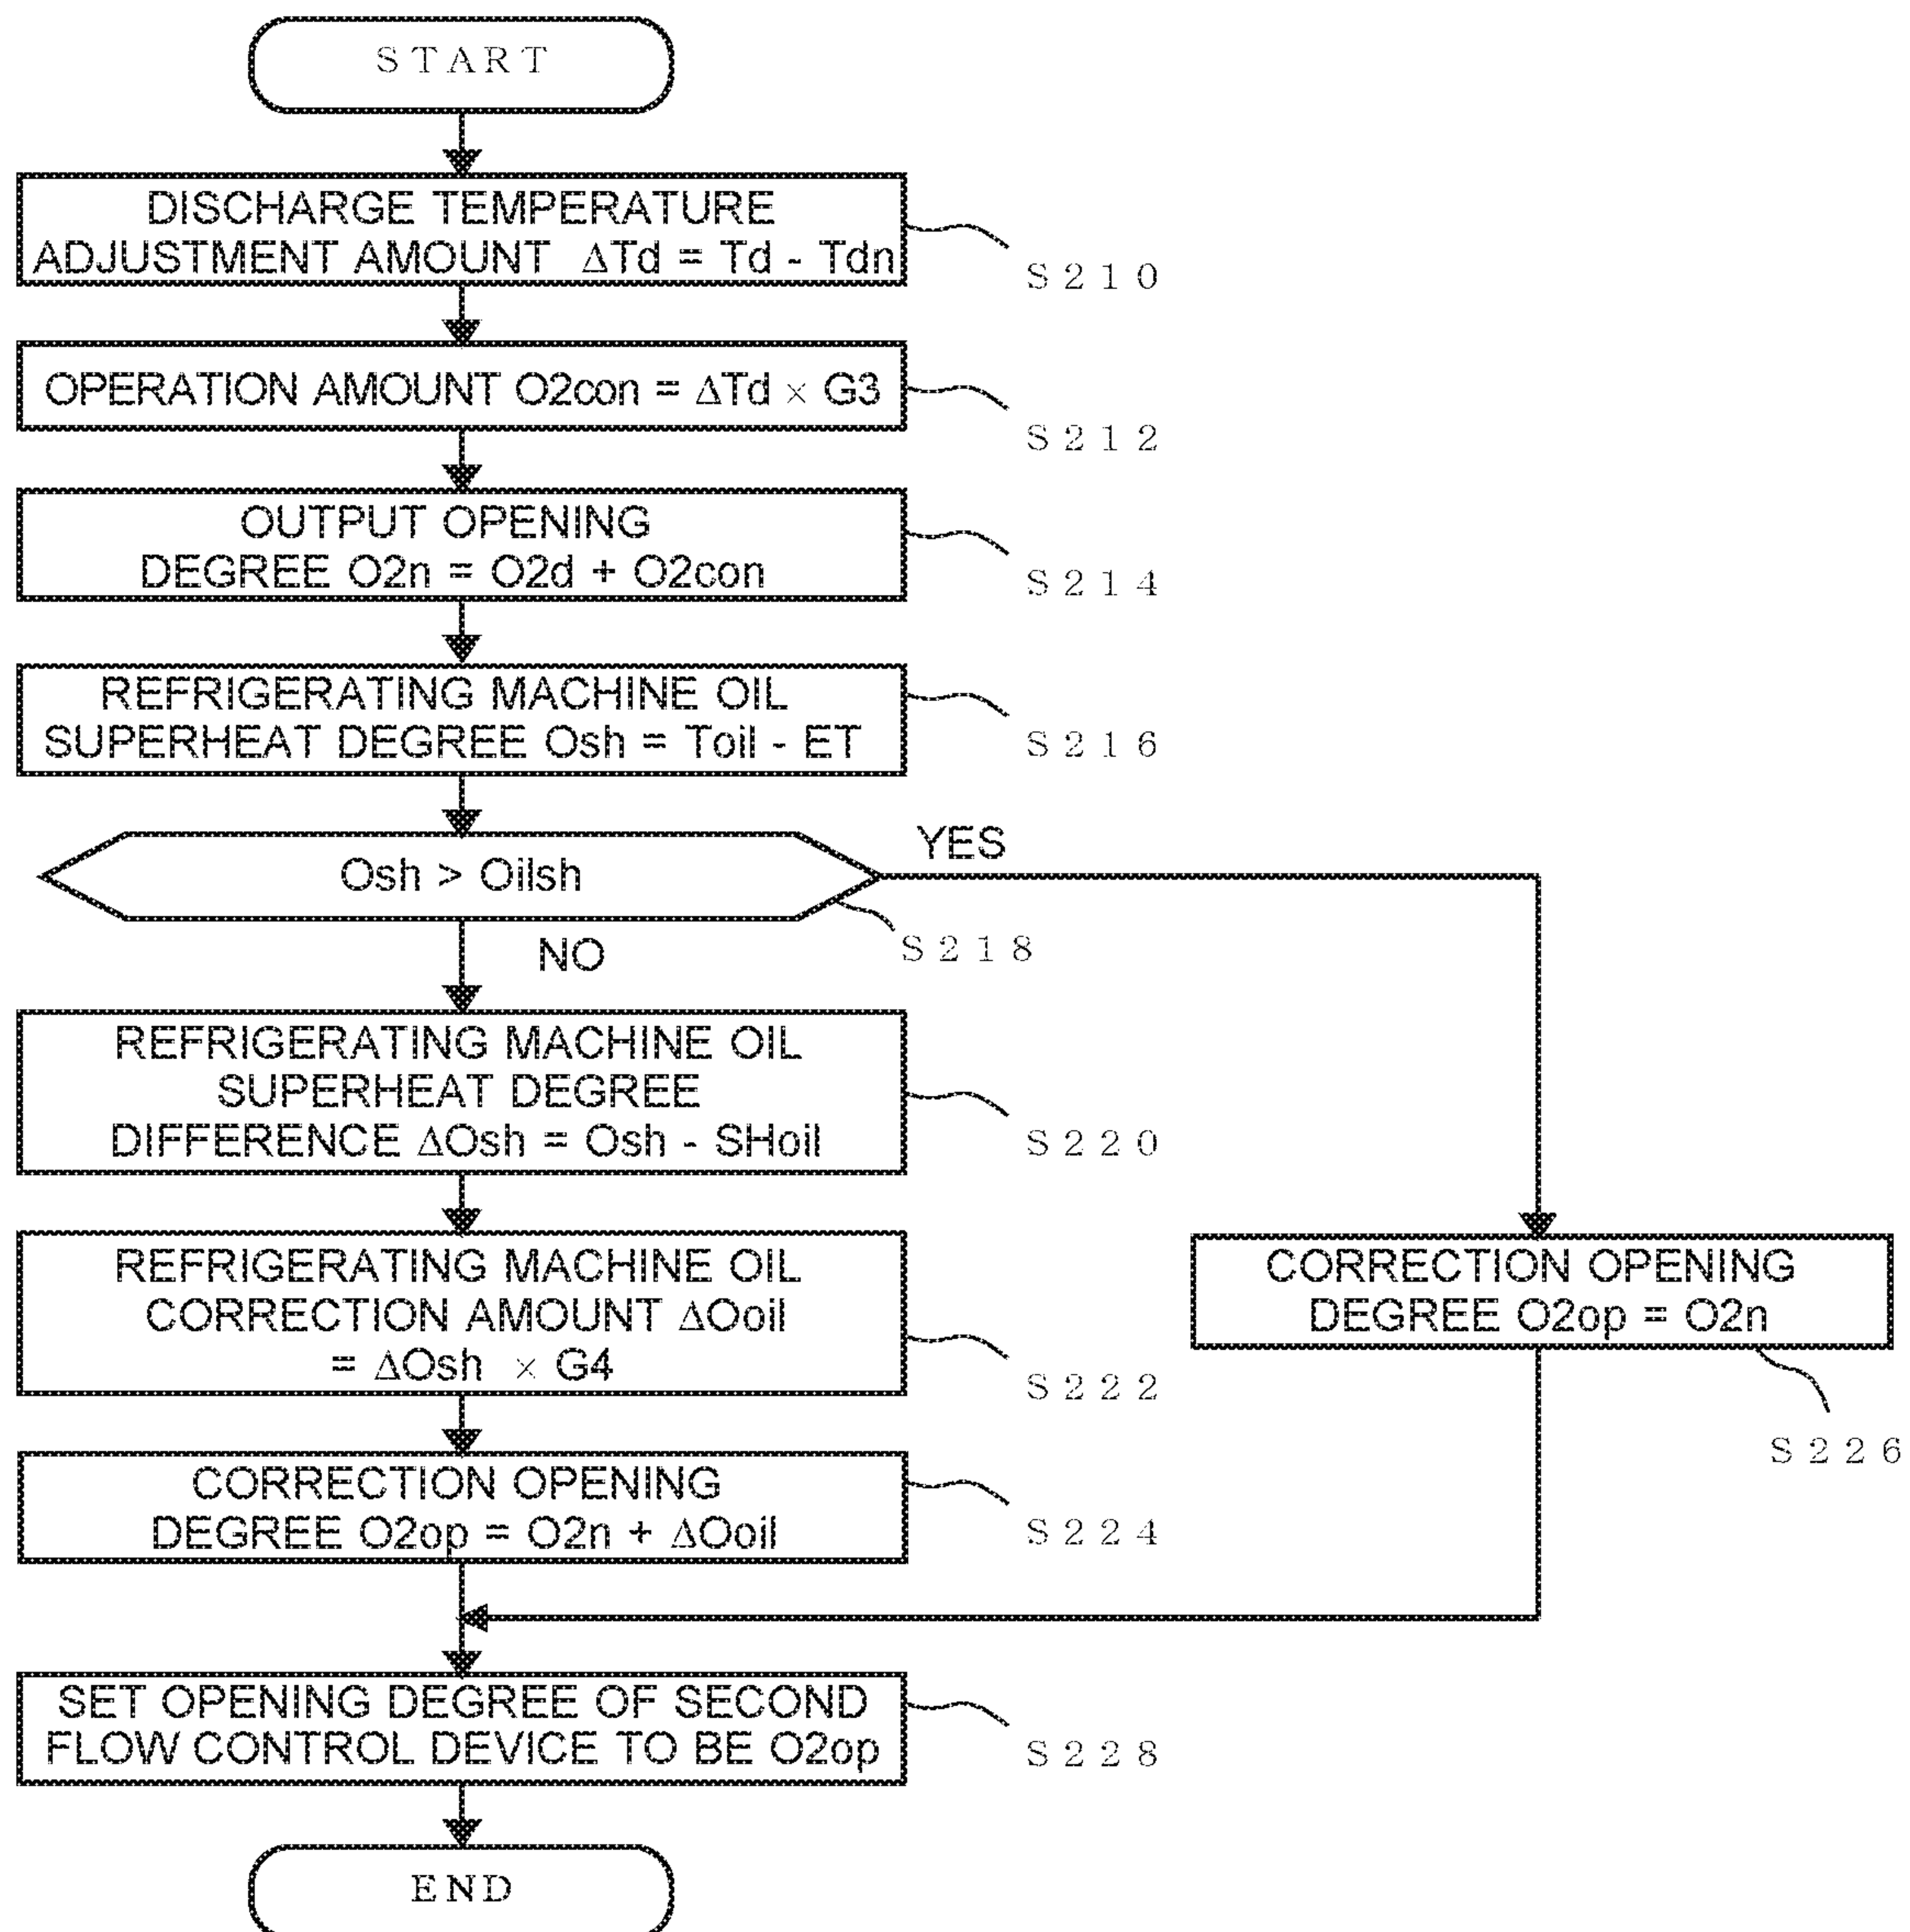 START
DISCHARGE TEMPERATURE
ADJUSTMENT AMOUNT ΔTd = Td - Tdn
S210
OPERATION AMOUNT O2con = ΔTd × G3
S212
OUTPUT OPENING
DEGREE O2n = O2d + O2con
S214
REFRIGERATING MACHINE OIL
SUPERHEAT DEGREE Osh = Toil - ET
S216
Osh > Oilsh
YES
S218
NO
REFRIGERATING MACHINE OIL
SUPERHEAT DEGREE
DIFFERENCE ΔOsh = Osh - SHoil
S220
REFRIGERATING MACHINE OIL
CORRECTION AMOUNT ΔOoil
= ΔOsh × G4
S222
CORRECTION OPENING
DEGREE O2op = O2n
S226
CORRECTION OPENING
DEGREE O2op = O2n + ΔOoil
S224
SET OPENING DEGREE OF SECOND
FLOW CONTROL DEVICE TO BE O2op
S228
END